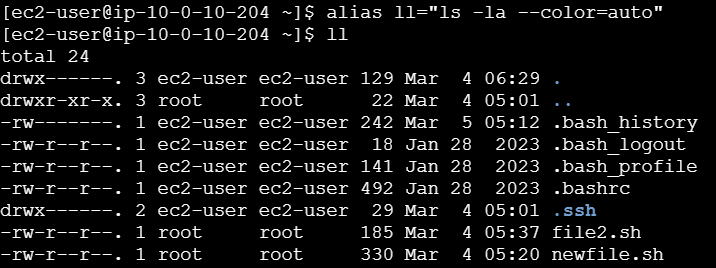 [ec2-user@ip-10-0-10-204 ~]$ alias ll="ls -la --color=auto"
[ec2-user@ip-10-0-10-204 ~]$ ll
total 24
drwx------. 3 ec2-user ec2-user 129 Mar  4 06:29 .
drwxr-xr-x. 3 root     root      22 Mar  4 05:01 ..
-rw-------. 1 ec2-user ec2-user 242 Mar  5 05:12 .bash_history
-rw-r--r--. 1 ec2-user ec2-user  18 Jan 28  2023 .bash_logout
-rw-r--r--. 1 ec2-user ec2-user 141 Jan 28  2023 .bash_profile
-rw-r--r--. 1 ec2-user ec2-user 492 Jan 28  2023 .bashrc
drwx------. 2 ec2-user ec2-user  29 Mar  4 05:01 .ssh
-rw-r--r--. 1 root     root     185 Mar  4 05:37 file2.sh
-rw-r--r--. 1 root     root     330 Mar  4 05:20 newfile.sh